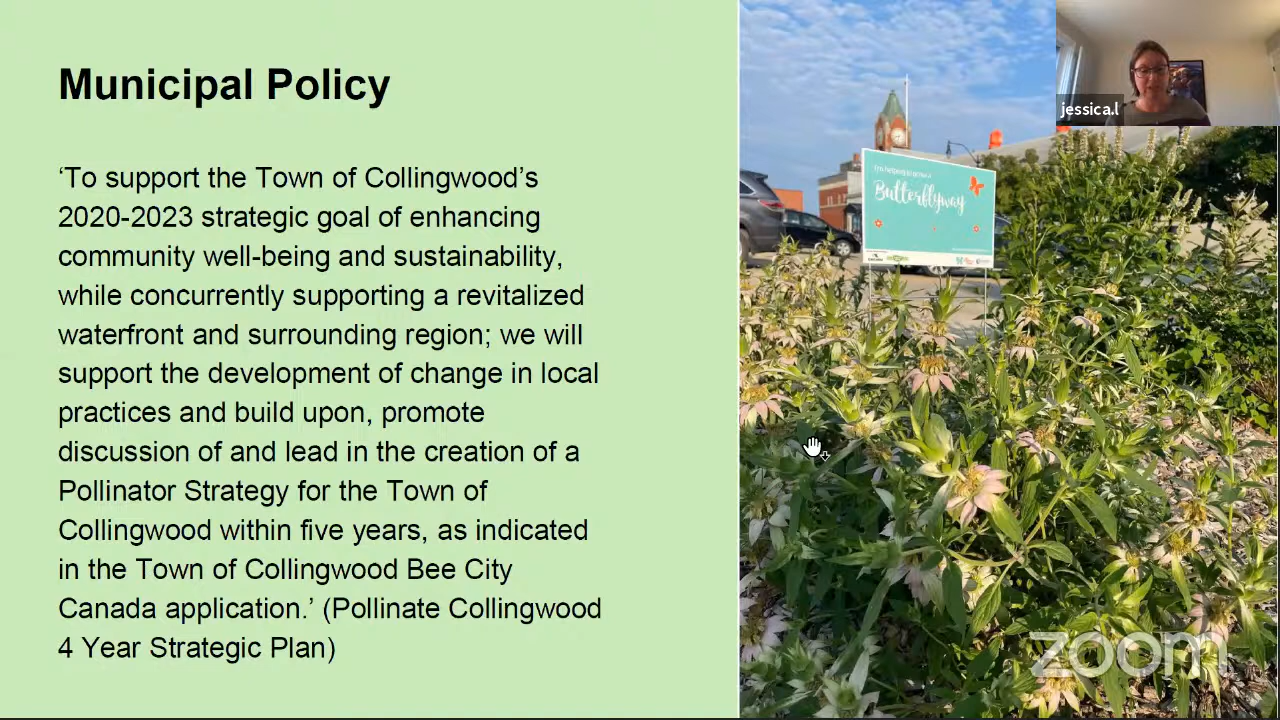 Municipal Policy
‘To support the Town of Collingwood’s
2020-2023 strategic goal of enhancing
community well-being and sustainability,
while concurrently supporting a revitalized
waterfront and surrounding region; we will
support the development of change in local
practices and build upon, promote
discussion of and lead in the creation of a
Pollinator Strategy for the Town of
Collingwood within five years, as indicated
in the Town of Collingwood Bee City
Canada application.’ (Pollinate Collingwood
4 Year Strategic Plan)
jessica.l
I'm helping to grow a
Butterflyway
zoom